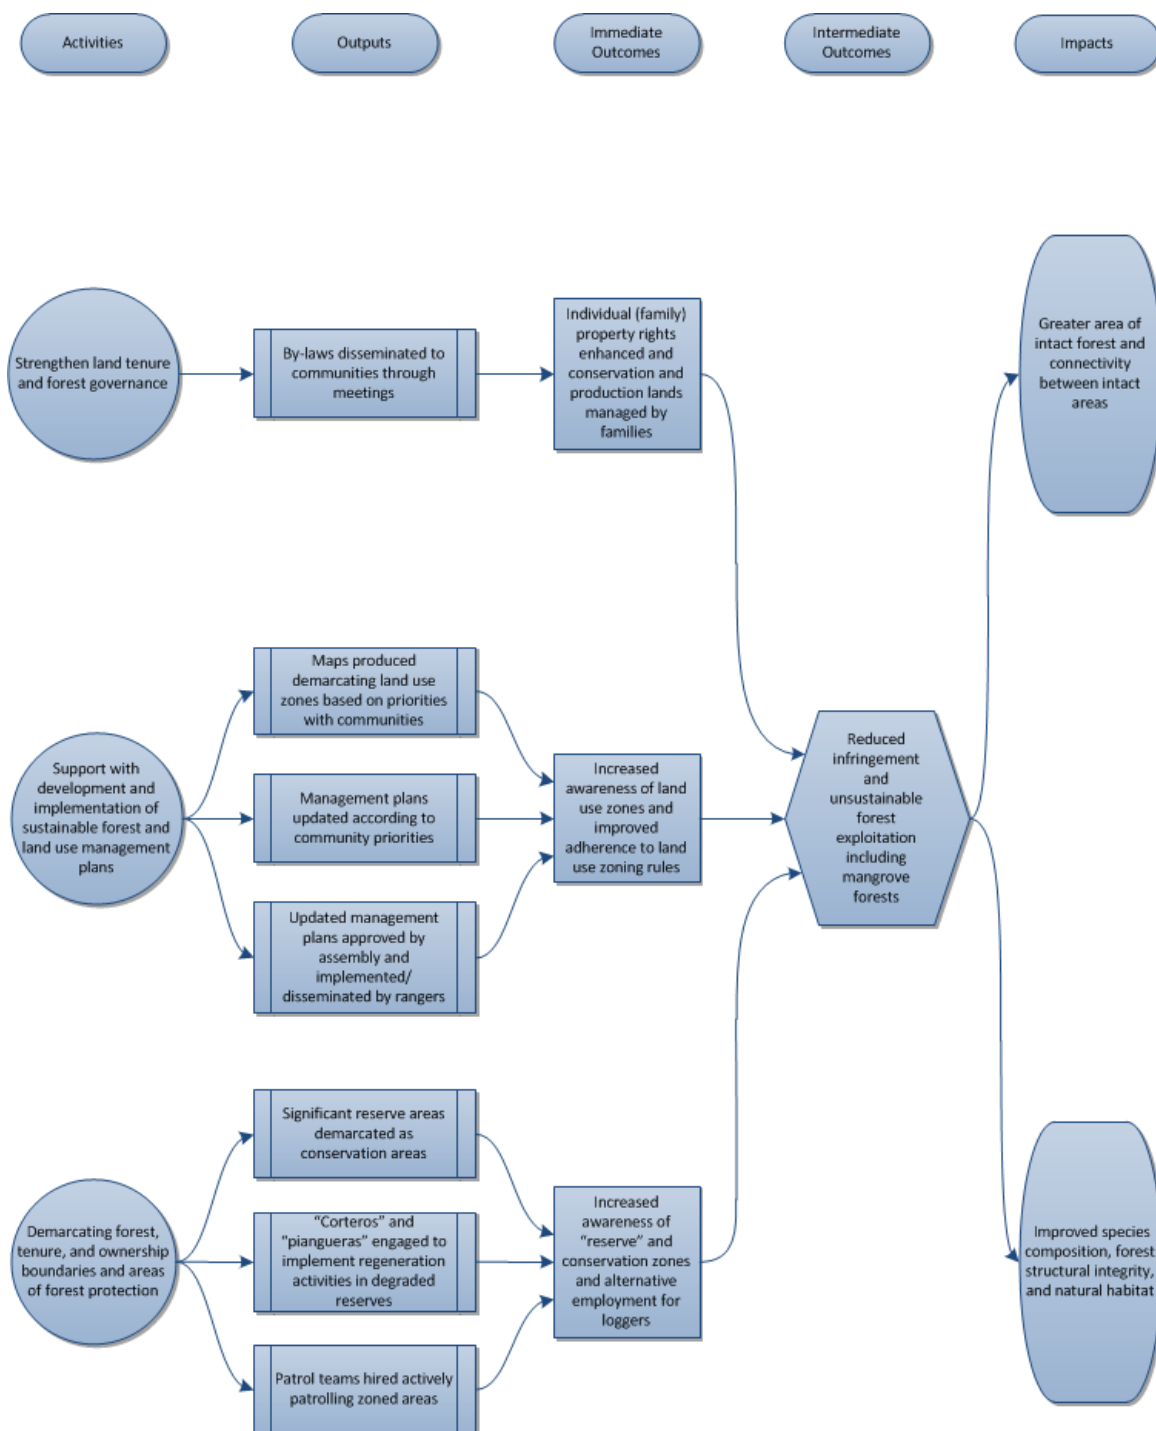 Activities
Outputs
Immediate
Outcomes
Intermediate
Outcomes
Impacts
Strengthen land tenure
and forest governance
By-laws disseminated to
communities through
meetings
Individual (family)
property rights
enhanced and
conservation and
production lands
managed by
families
Greater area of
intact forest and
connectivity
between intact
areas
Support with
development and
implementation of
sustainable forest and
land use management
plans
Maps produced
demarcating land use
zones based on priorities
with communities
Management plans
updated according to
community priorities
Updated management
plans approved by
assembly and
implemented/
disseminated by rangers
Increased
awareness of land
use zones and
improved
adherence to land
use zoning rules
Reduced
infringement
and
unsustainable
forest
exploitation
including
mangrove
forests
Demarcating forest,
tenure, and ownership
boundaries and areas
of forest protection
Significant reserve areas
demarcated as
conservation areas
“Corteros” and
“piangueras” engaged to
implement regeneration
activities in degraded
reserves
Patrol teams hired actively
patrolling zoned areas
Increased
awareness of
“reserve” and
conservation zones
and alternative
employment for
loggers
Improved species
composition, forest
structural integrity,
and natural habitat